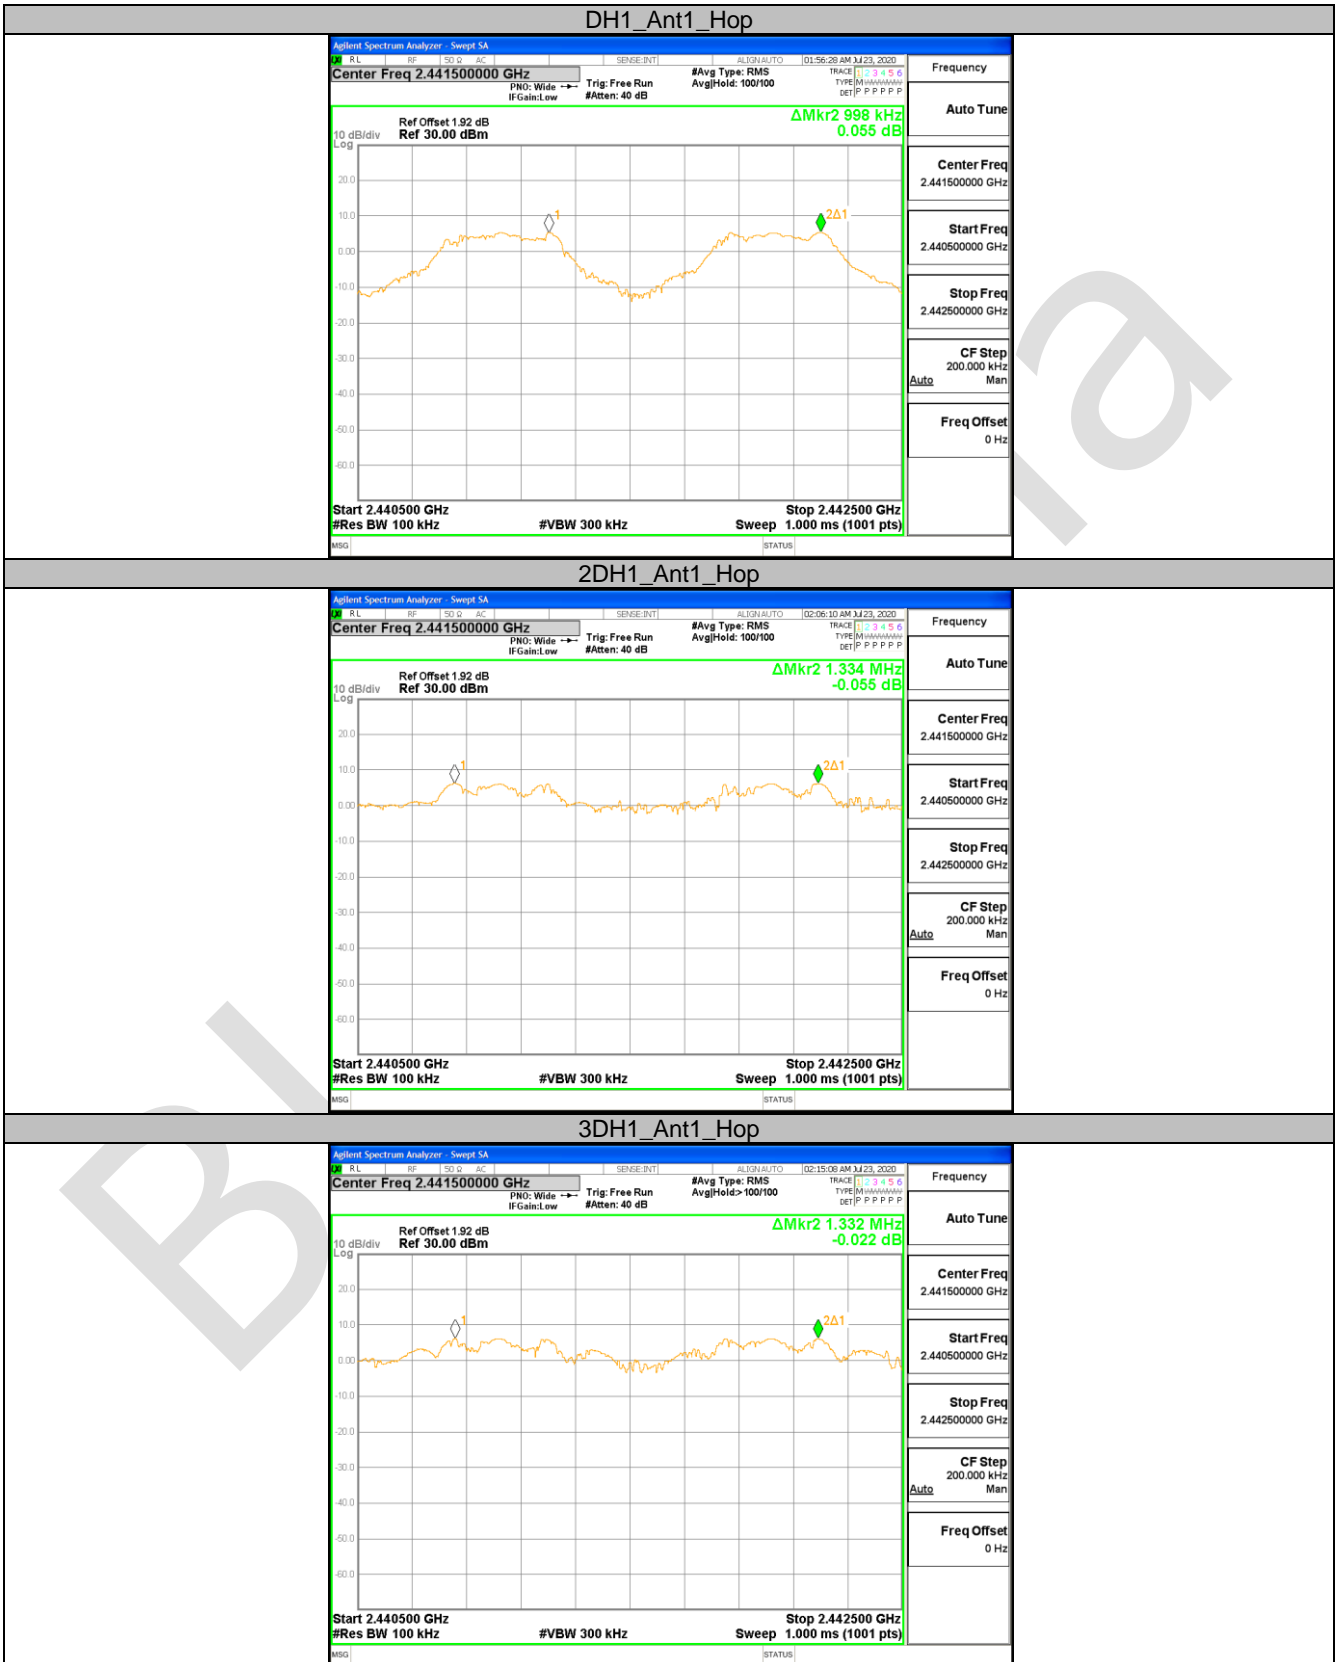 DH1_Ant1_Hop
Agilent Spectrum Analyzer - Swept SA
RL RF 50 Ω AC SENSE:INT ALIGNAUTO 01:56:28 AM Jul 23, 2020
Center Freq 2.441500000 GHz
PNO: Wide
IFGain:Low
Trig: Free Run
#Atten: 40 dB
#Avg Type: RMS
Avg|Hold: 100/100
TRACE 1 2 3 4 5 6
TYPE M WWWWW
DET P P P P P P
Ref Offset 1.92 dB
Ref 30.00 dBm
10 dB/div
Log
ΔMkr2 998 kHz
0.055 dB
20.0
10.0
0.00
-10.0
-20.0
-30.0
-40.0
-50.0
-60.0
1
2Δ1
Start 2.440500 GHz
Stop 2.442500 GHz
#Res BW 100 kHz
#VBW 300 kHz
Sweep 1.000 ms (1001 pts)
MSG
STATUS
Frequency
Auto Tune
Center Freq
2.441500000 GHz
Start Freq
2.440500000 GHz
Stop Freq
2.442500000 GHz
CF Step
200.000 kHz
Auto Man
Freq Offset
0 Hz
2DH1_Ant1_Hop
Agilent Spectrum Analyzer - Swept SA
RL RF 50 Ω AC SENSE:INT ALIGNAUTO 02:06:10 AM Jul 23, 2020
Center Freq 2.441500000 GHz
PNO: Wide
IFGain:Low
Trig: Free Run
#Atten: 40 dB
#Avg Type: RMS
Avg|Hold: 100/100
TRACE 1 2 3 4 5 6
TYPE M WWWWW
DET P P P P P P
Ref Offset 1.92 dB
Ref 30.00 dBm
10 dB/div
Log
ΔMkr2 1.334 MHz
-0.055 dB
20.0
10.0
0.00
-10.0
-20.0
-30.0
-40.0
-50.0
-60.0
1
2Δ1
Start 2.440500 GHz
Stop 2.442500 GHz
#Res BW 100 kHz
#VBW 300 kHz
Sweep 1.000 ms (1001 pts)
MSG
STATUS
Frequency
Auto Tune
Center Freq
2.441500000 GHz
Start Freq
2.440500000 GHz
Stop Freq
2.442500000 GHz
CF Step
200.000 kHz
Auto Man
Freq Offset
0 Hz
3DH1_Ant1_Hop
Agilent Spectrum Analyzer - Swept SA
RL RF 50 Ω AC SENSE:INT ALIGNAUTO 02:15:08 AM Jul 23, 2020
Center Freq 2.441500000 GHz
PNO: Wide
IFGain:Low
Trig: Free Run
#Atten: 40 dB
#Avg Type: RMS
Avg|Hold:>100/100
TRACE 1 2 3 4 5 6
TYPE M WWWWW
DET P P P P P P
Ref Offset 1.92 dB
Ref 30.00 dBm
10 dB/div
Log
ΔMkr2 1.332 MHz
-0.022 dB
20.0
10.0
0.00
-10.0
-20.0
-30.0
-40.0
-50.0
-60.0
1
2Δ1
Start 2.440500 GHz
Stop 2.442500 GHz
#Res BW 100 kHz
#VBW 300 kHz
Sweep 1.000 ms (1001 pts)
MSG
STATUS
Frequency
Auto Tune
Center Freq
2.441500000 GHz
Start Freq
2.440500000 GHz
Stop Freq
2.442500000 GHz
CF Step
200.000 kHz
Auto Man
Freq Offset
0 Hz